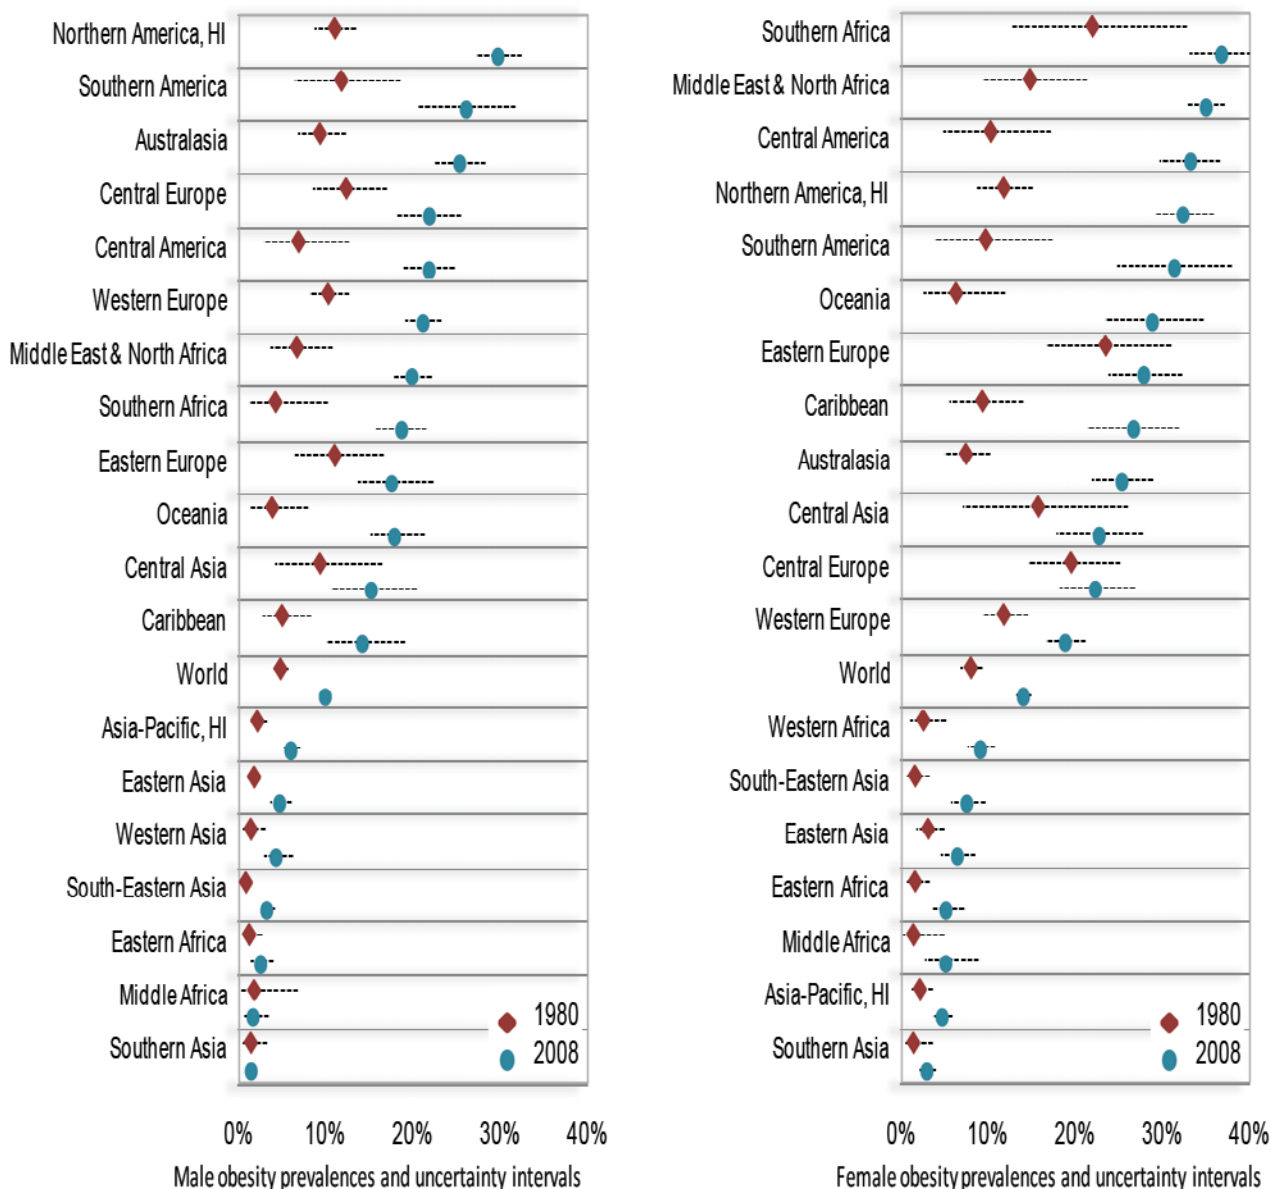 Northern America, HI
Southern America
Australasia
Central Europe
Central America
Western Europe
Middle East & North Africa
Southern Africa
Eastern Europe
Oceania
Central Asia
Caribbean
World
Asia-Pacific, HI
Eastern Asia
Western Asia
South-Eastern Asia
Eastern Africa
Middle Africa
Southern Asia
1980
2008
0% 10% 20% 30% 40%
Male obesity prevalences and uncertainty intervals
Southern Africa
Middle East & North Africa
Central America
Northern America, HI
Southern America
Oceania
Eastern Europe
Caribbean
Australasia
Central Asia
Central Europe
Western Europe
World
Western Africa
South-Eastern Asia
Eastern Asia
Eastern Africa
Middle Africa
Asia-Pacific, HI
Southern Asia
1980
2008
0% 10% 20% 30% 40%
Female obesity prevalences and uncertainty intervals